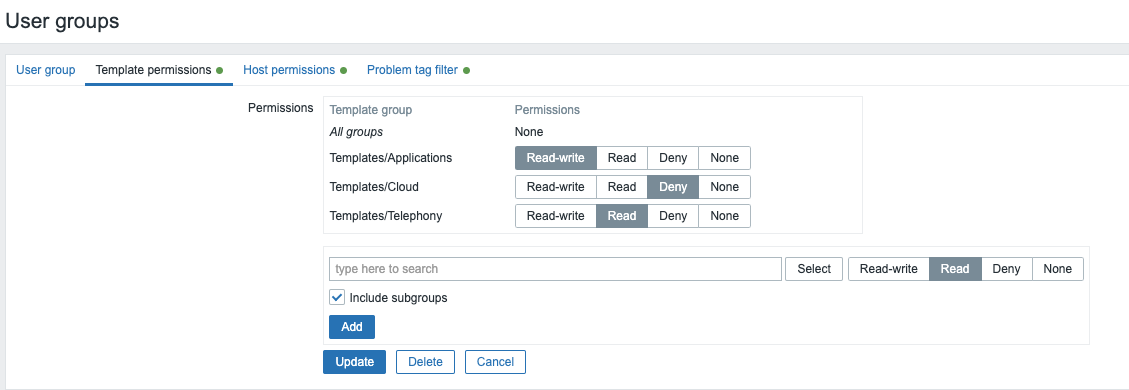 User groups
User group Template permissions Host permissions Problem tag filter
Permissions Template group Permissions
All groups None
Templates/Applications Read-write Read Deny None
Templates/Cloud Read-write Read Deny None
Templates/Telephony Read-write Read Deny None
type here to search Select Read-write Read Deny None
Include subgroups
Add
Update Delete Cancel